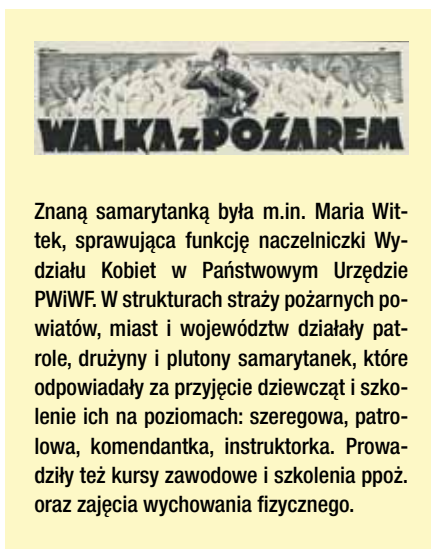 WALKA z POŻAREM
Znaną samarytanką była m.in. Maria Wit-
tek, sprawująca funkcję naczelniczki Wy-
działu Kobiet w Państwowym Urzędzie
PWiWF. W strukturach straży pożarnych po-
wiatów, miast i województw działały pat-
role, drużyny i plutony samarytanek, które
odpowiadały za przyjęcie dziewcząt i szko-
lenie ich na poziomach: szeregowa, patro-
lowa, komendantka, instruktorka. Prowa-
dziły też kursy zawodowe i szkolenia ppoż.
oraz zajęcia wychowania fizycznego.